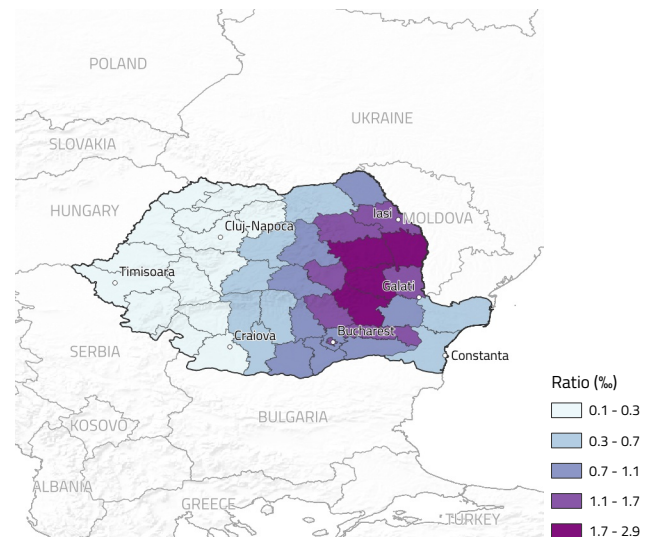 POLAND
UKRAINE
SLOVAKIA
HUNGARY
Iasi
MOLDOVA
Cluj-Napoca
Timisoara
Galati
Craiova
Bucharest
SERBIA
Constanta
Ratio (‰)
0.1 - 0.3
KOSOVO
BULGARIA
0.3 - 0.7
0.7 - 1.1
ALBANIA
GREECE
1.1 - 1.7
TURKEY
1.7 - 2.9